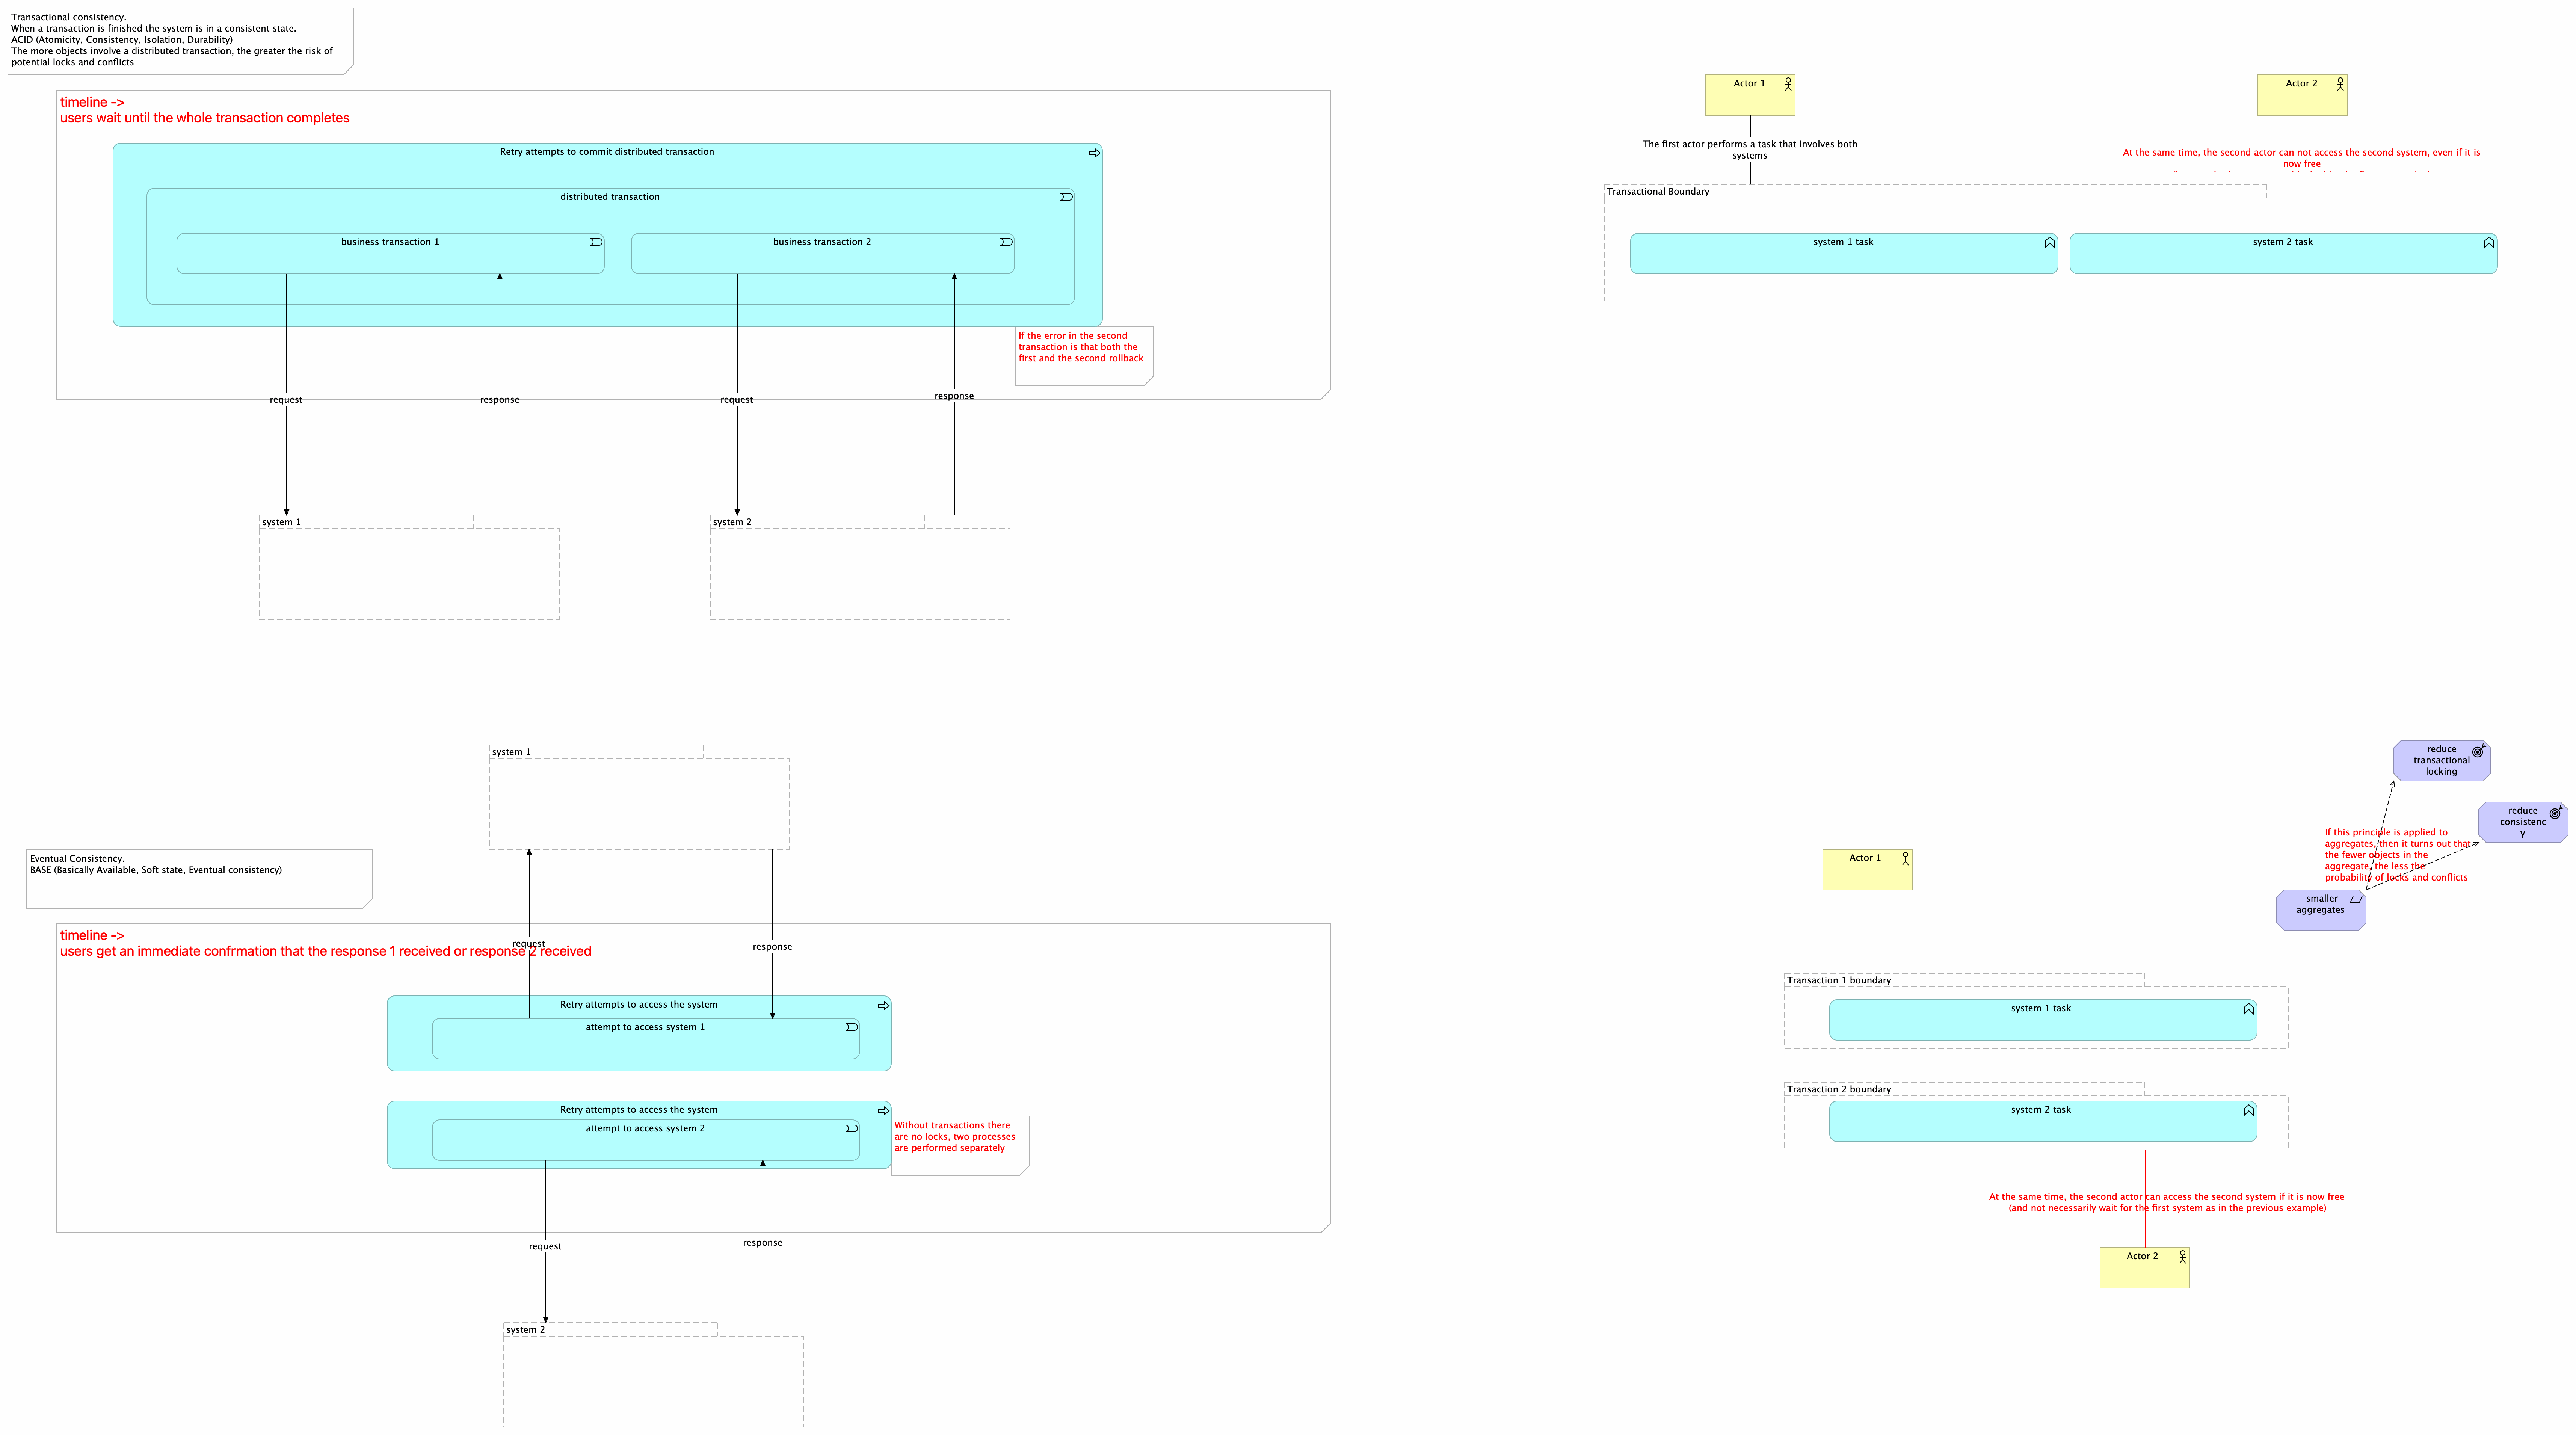 Transactional consistency.
When a transaction is finished the system is in a consistent state.
ACID (Atomicity, Consistency, Isolation, Durability)
The more objects involve a distributed transaction, the greater the risk of
potential locks and conflicts
timeline ->
users wait until the whole transaction completes
Retry attempts to commit distributed transaction
distributed transaction
business transaction 1
business transaction 2
If the error in the second
transaction is that both the
first and the second rollback
request
response
request
response
system 1
system 2
Actor 1
Actor 2
The first actor performs a task that involves both
systems
At the same time, the second actor can not access the second system, even if it is
now free
Transactional Boundary
system 1 task
system 2 task
system 1
Eventual Consistency.
BASE (Basically Available, Soft state, Eventual consistency)
timeline ->
users get an immediate confrmation that the response 1 received or response 2 received
request
response
Retry attempts to access the system
attempt to access system 1
Retry attempts to access the system
attempt to access system 2
Without transactions there
are no locks, two processes
are performed separately
request
response
system 2
reduce
transactional
locking
reduce
consistenc
y
If this principle is applied to
aggregates, then it turns out that
the fewer objects in the
aggregate, the less the
probability of locks and conflicts
smaller
aggregates
Actor 1
Transaction 1 boundary
system 1 task
Transaction 2 boundary
system 2 task
At the same time, the second actor can access the second system if it is now free
(and not necessarily wait for the first system as in the previous example)
Actor 2